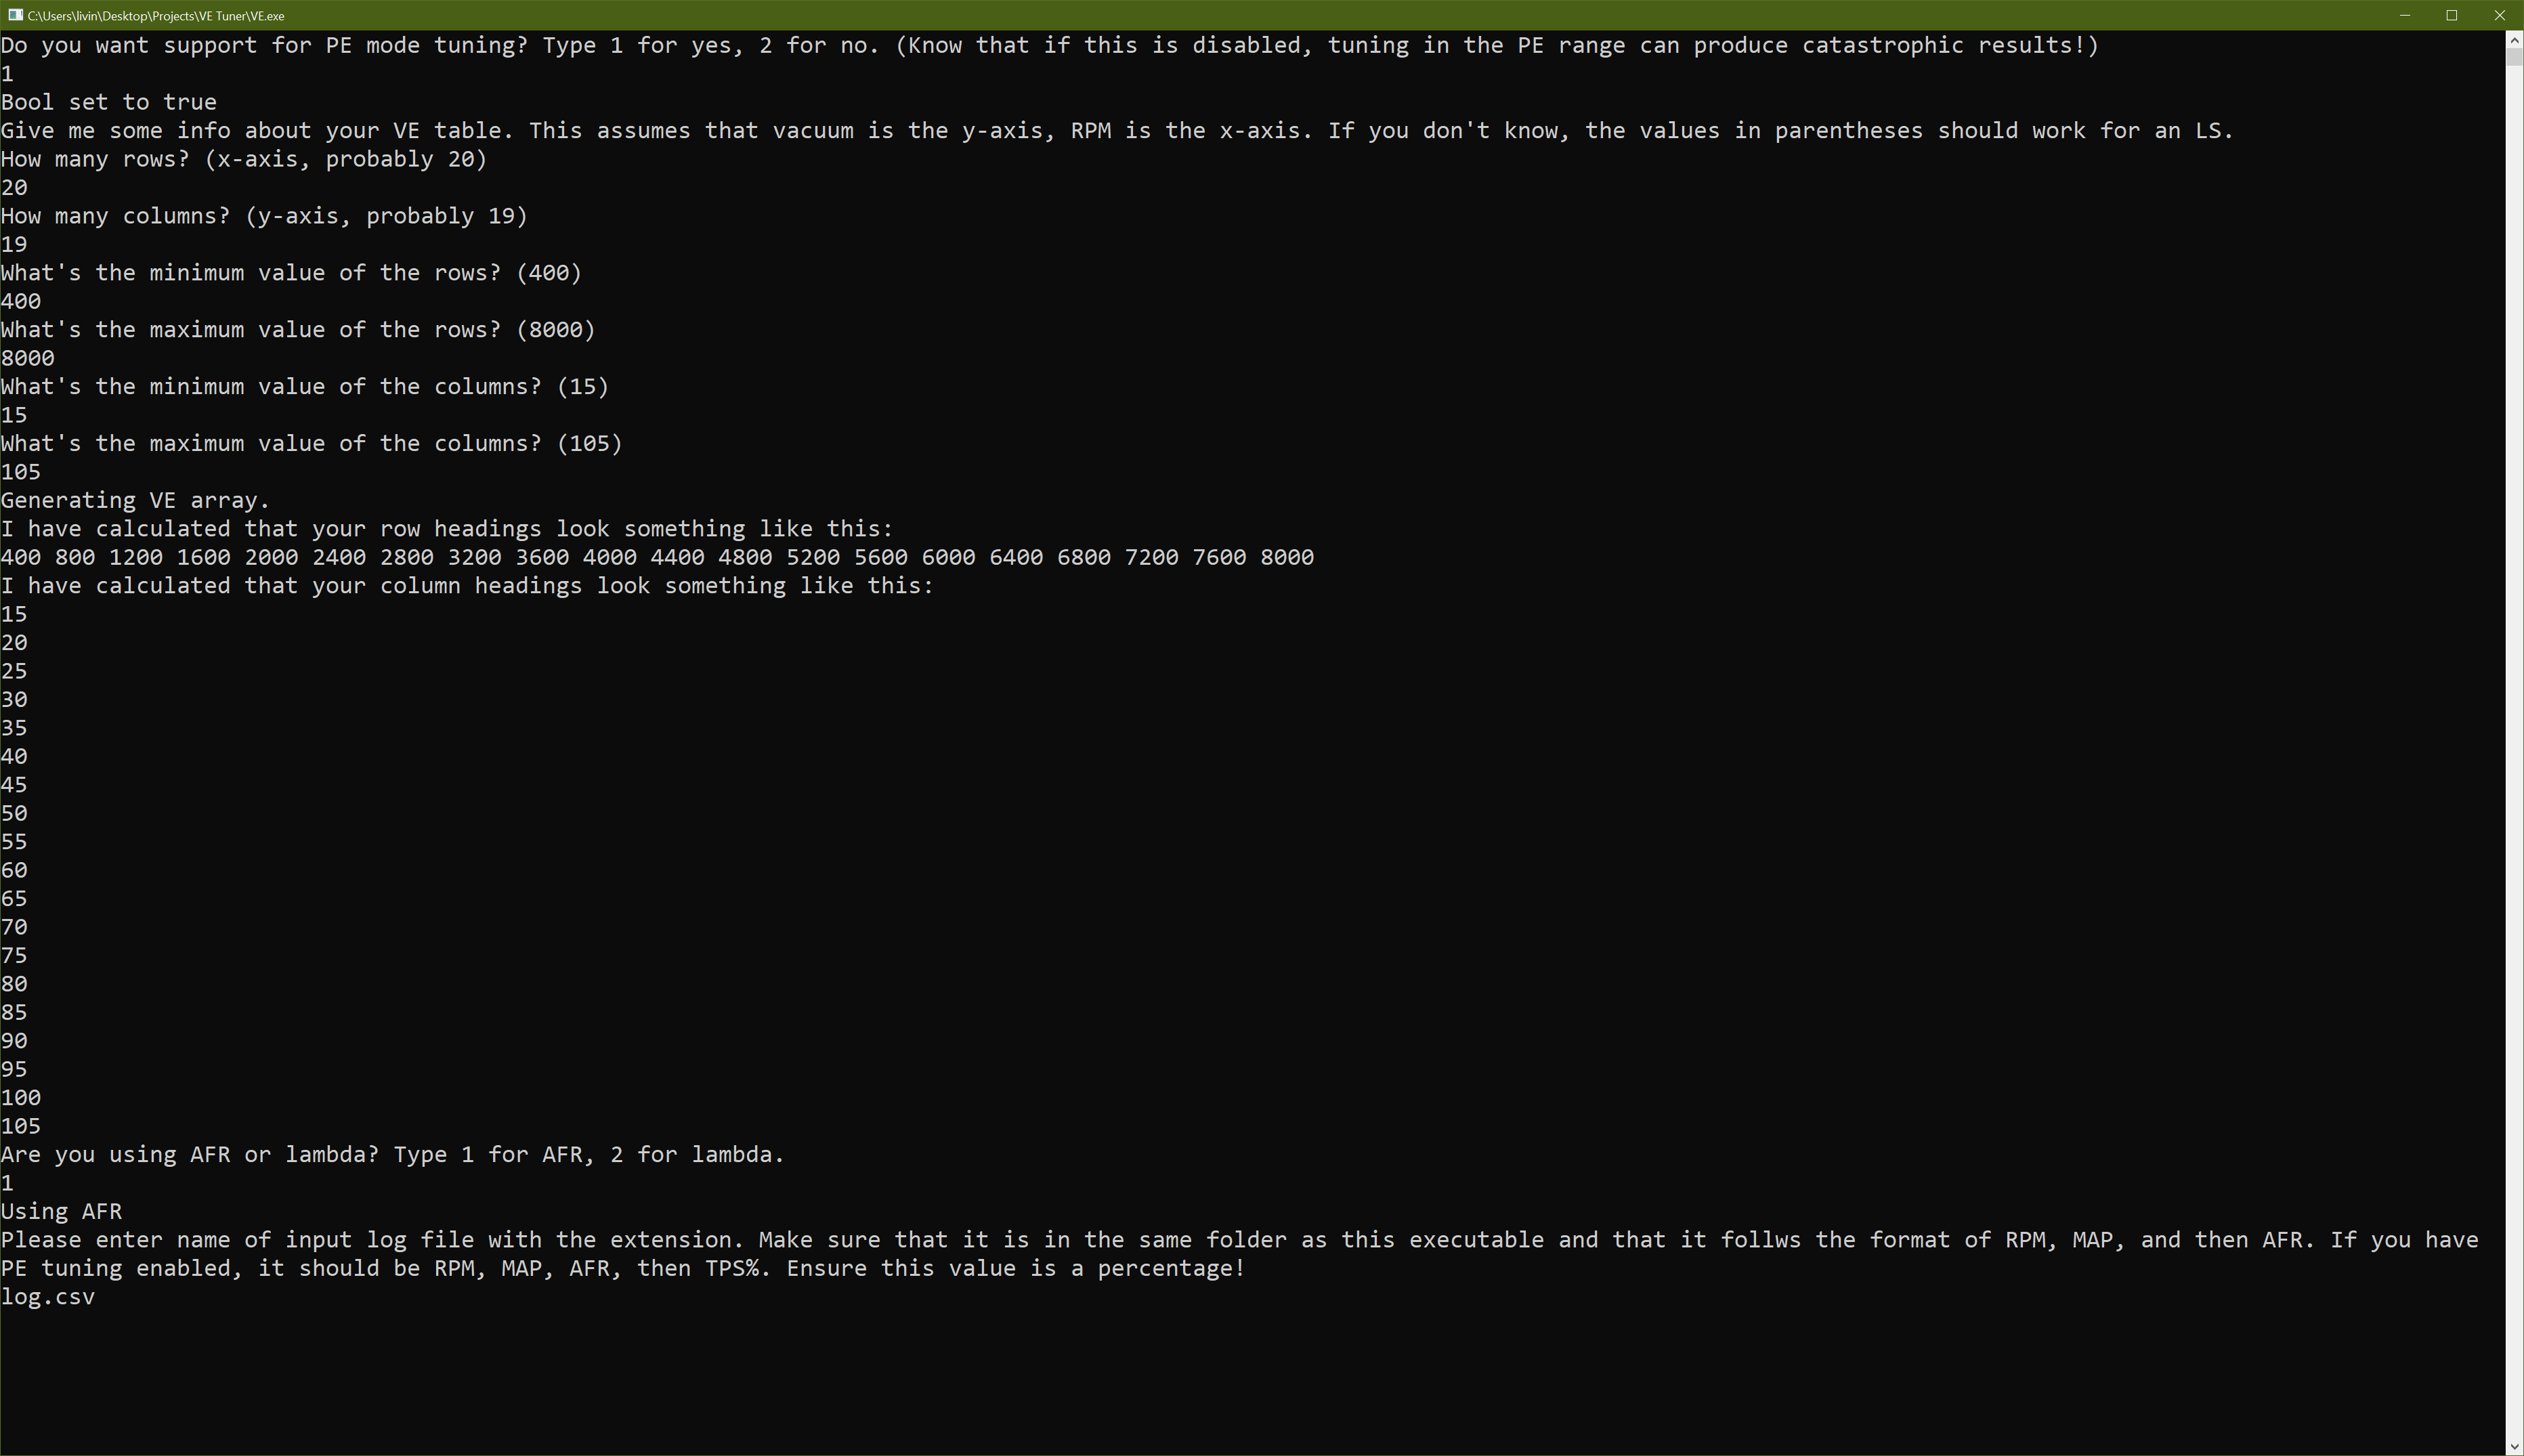 C:\Users\livin\Desktop\Projects\VE Tuner\VE.exe
Do you want support for PE mode tuning? Type 1 for yes, 2 for no. (Know that if this is disabled, tuning in the PE range can produce catastrophic results!)
1
Bool set to true
Give me some info about your VE table. This assumes that vacuum is the y-axis, RPM is the x-axis. If you don't know, the values in parentheses should work for an LS.
How many rows? (x-axis, probably 20)
20
How many columns? (y-axis, probably 19)
19
What's the minimum value of the rows? (400)
400
What's the maximum value of the rows? (8000)
8000
What's the minimum value of the columns? (15)
15
What's the maximum value of the columns? (105)
105
Generating VE array.
I have calculated that your row headings look something like this:
400 800 1200 1600 2000 2400 2800 3200 3600 4000 4400 4800 5200 5600 6000 6400 6800 7200 7600 8000
I have calculated that your column headings look something like this:
15
20
25
30
35
40
45
50
55
60
65
70
75
80
85
90
95
100
105
Are you using AFR or lambda? Type 1 for AFR, 2 for lambda.
1
Using AFR
Please enter name of input log file with the extension. Make sure that it is in the same folder as this executable and that it follws the format of RPM, MAP, and then AFR. If you have
PE tuning enabled, it should be RPM, MAP, AFR, then TPS%. Ensure this value is a percentage!
log.csv